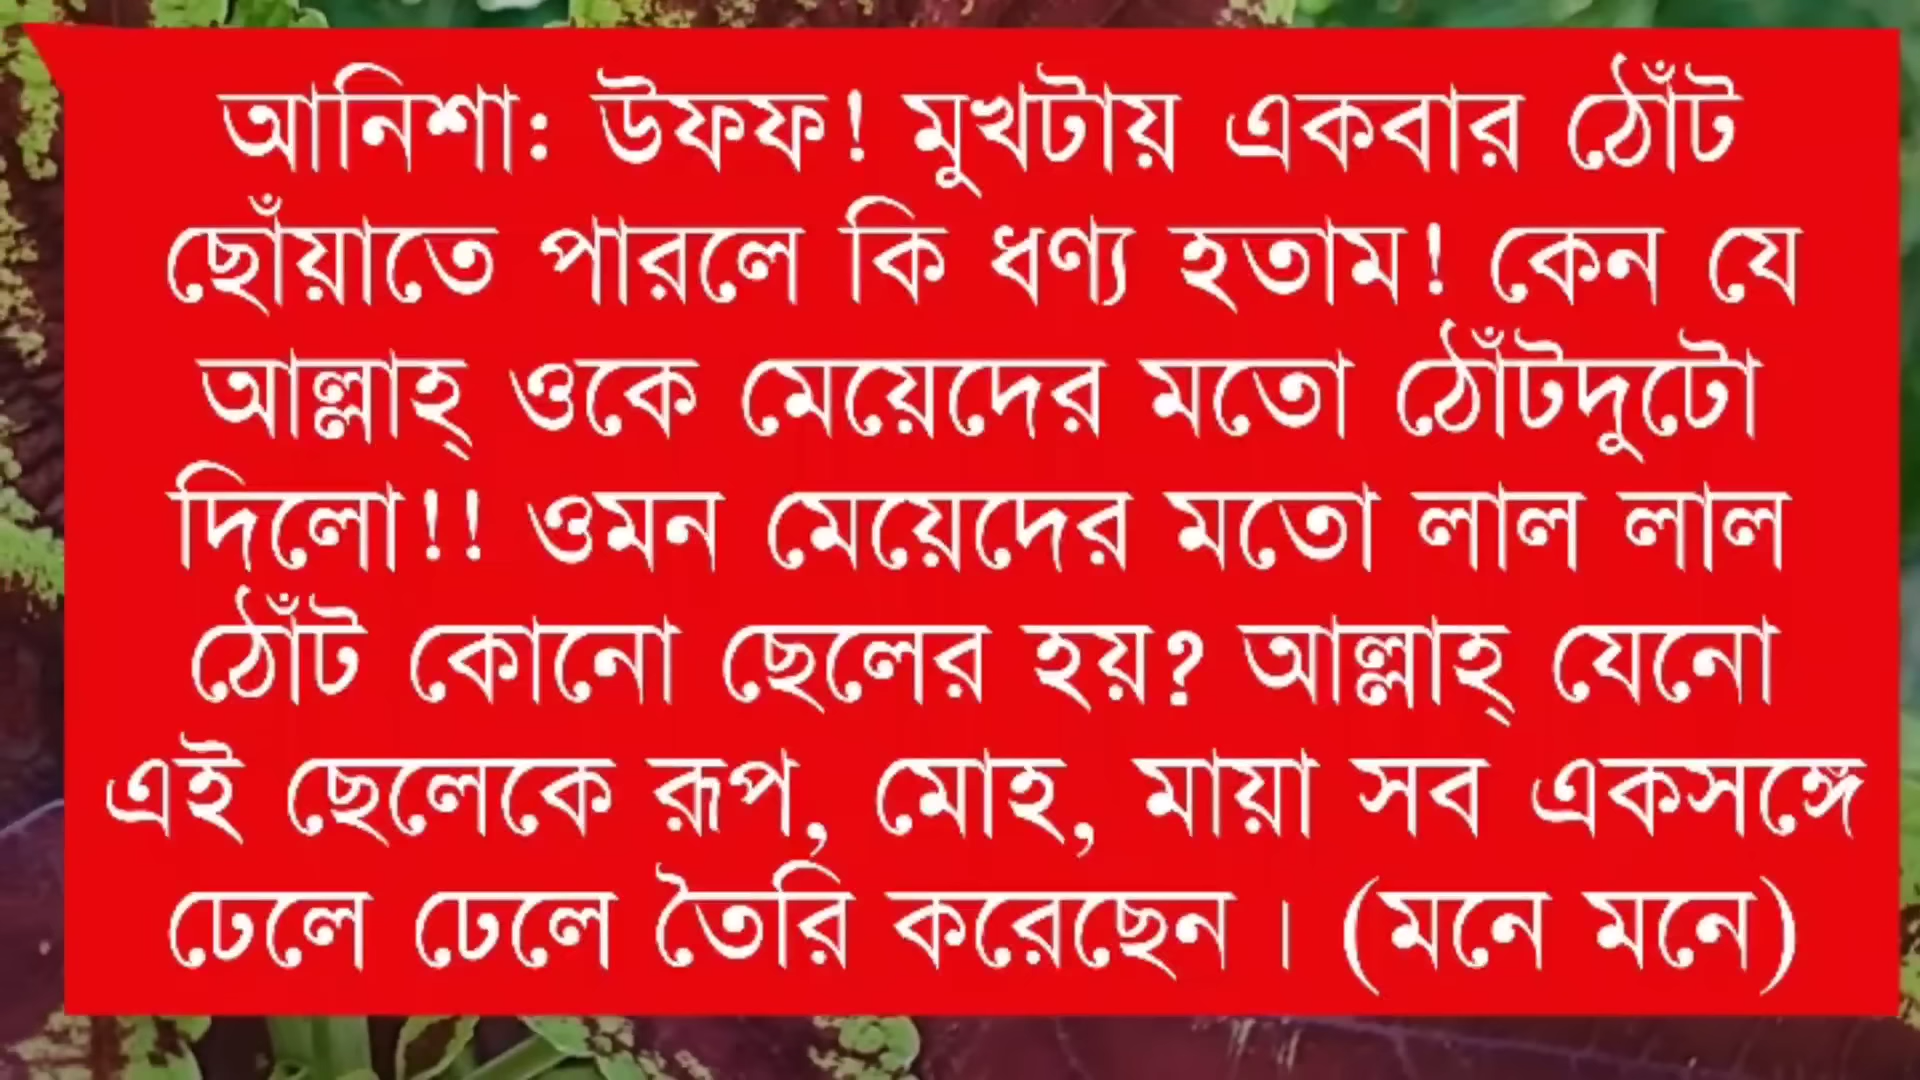 আনিশা: উফফ! মুখটায় একবার ঠোঁট
ছোঁয়াতে পারলে কি ধণ্য হতাম! কেন যে
আল্লাহ্ ওকে মেয়েদের মতো ঠোঁটদুটো
দিলো!! ওমন মেয়েদের মতো লাল লাল
ঠোঁট কোনো ছেলের হয়? আল্লাহ্ যেনো
এই ছেলেকে রূপ, মোহ, মায়া সব একসঙ্গে
ঢেলে ঢেলে তৈরি করেছেন। (মনে মনে)